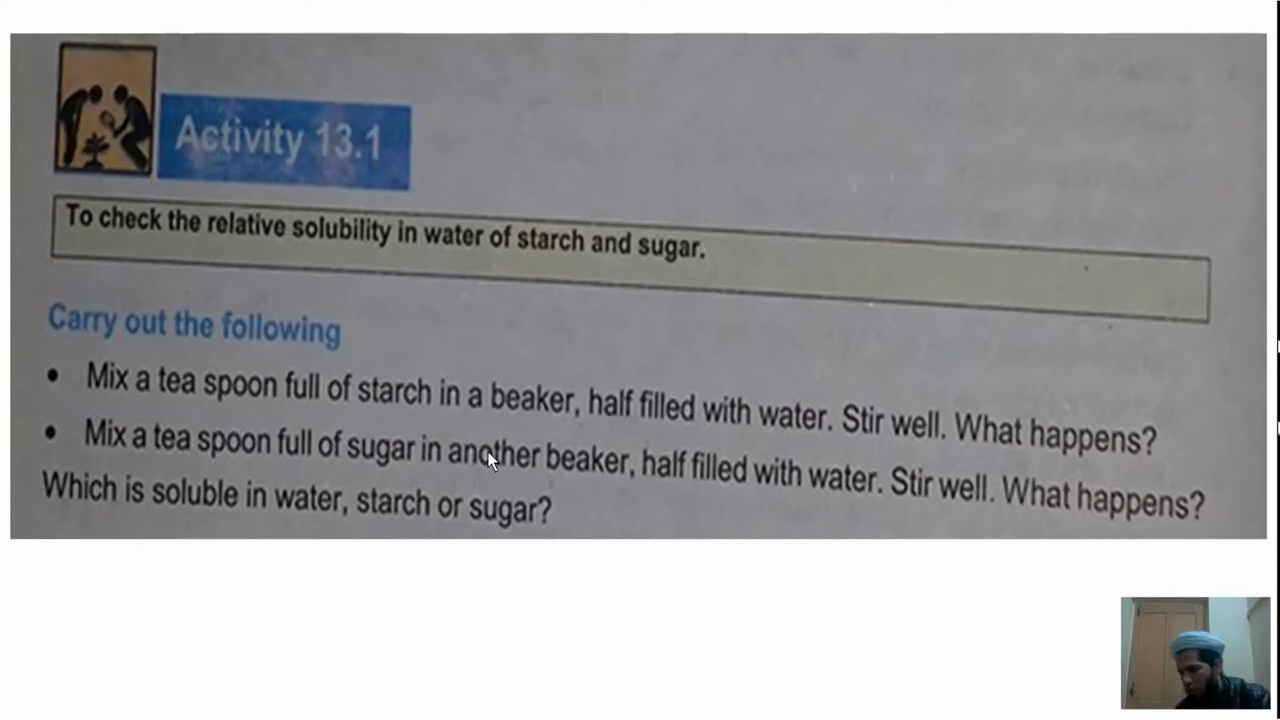 Activity 13.1
To check the relative solubility in water of starch and sugar.
Carry out the following
• Mix a tea spoon full of starch in a beaker, half filled with water. Stir well. What happens?
• Mix a tea spoon full of sugar in another beaker, half filled with water. Stir well. What happens?
Which is soluble in water, starch or sugar?